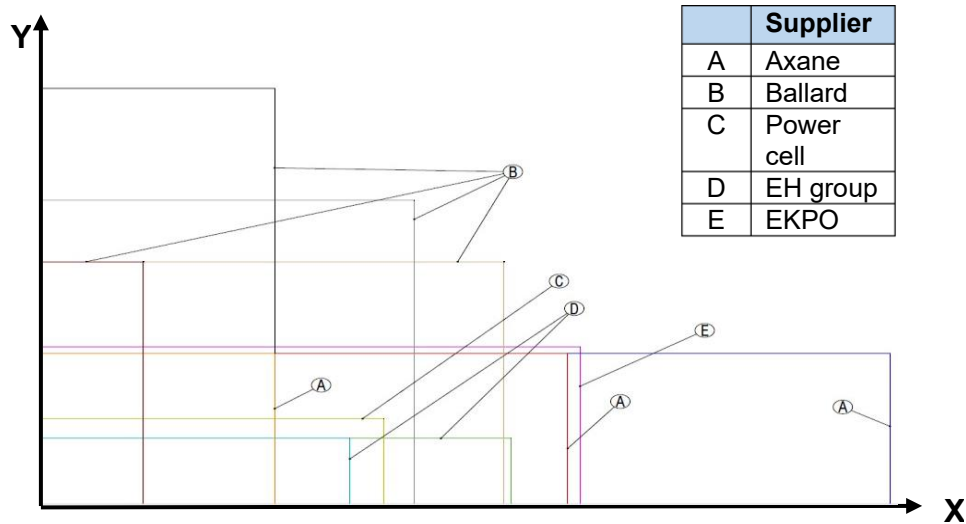 Y
Supplier
A Axane
B Ballard
C Power
cell
D EH group
E EKPO
B
C
D
E
A
A
A
X